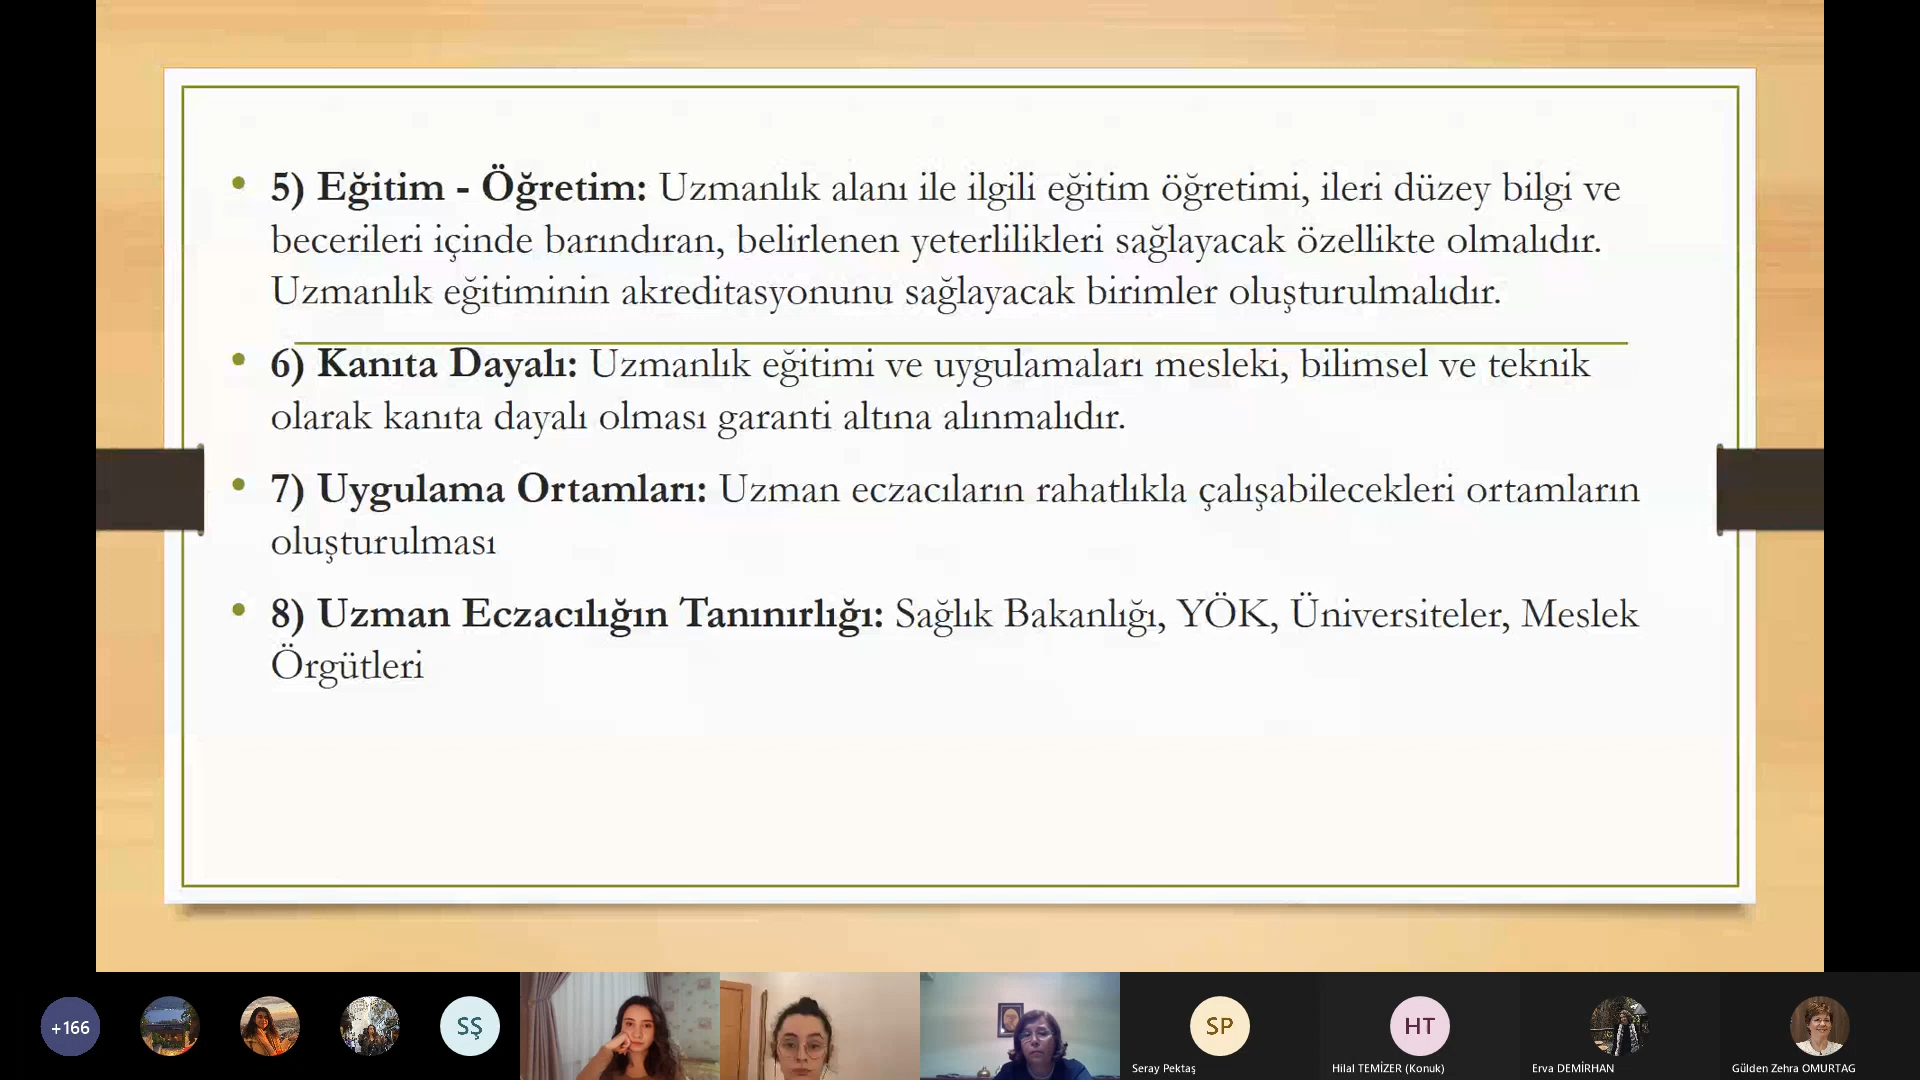 5) Eğitim - Öğretim: Uzmanlık alanı ile ilgili eğitim öğretimi, ileri düzey bilgi ve
becerileri içinde barındıran, belirlenen yeterlilikleri sağlayacak özellikte olmalıdır.
Uzmanlık eğitiminin akreditasyonunu sağlayacak birimler oluşturulmalıdır.
6) Kanıta Dayalı: Uzmanlık eğitimi ve uygulamaları mesleki, bilimsel ve teknik
olarak kanıta dayalı olması garanti altına alınmalıdır.
7) Uygulama Ortamları: Uzman eczacıların rahatlıkla çalışabilecekleri ortamların
oluşturulması
8) Uzman Eczacılığın Tanınırlığı: Sağlık Bakanlığı, YÖK, Üniversiteler, Meslek
Örgütleri
+166
SŞ
SP
HT
Seray Pektaş
Hilal TEMİZER (Konuk)
Erva DEMİRHAN
Gülden Zehra OMURTAG